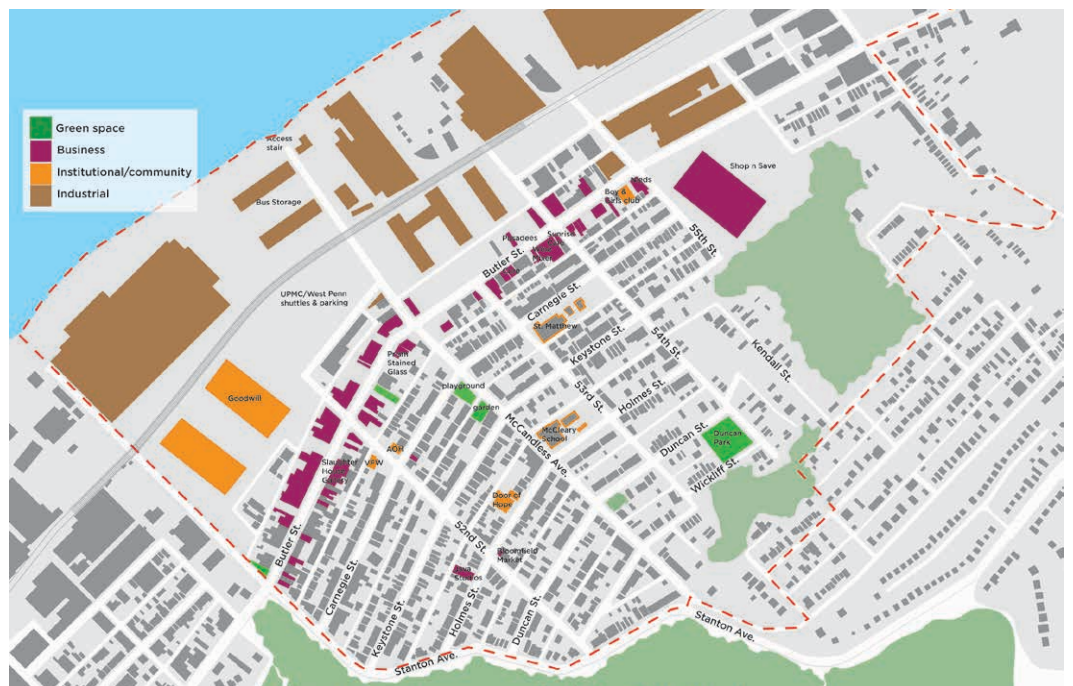 Green space
Business
Institutional/community
Industrial
Access
stair
Bus Storage
UPMC/West Penn
shuttles & parking
Goodwill
Shop n Save
Boy &
Girls club
Butler St.
55th St.
Carnegie St.
St. Matthew
Keystone St.
54th St.
Kendall St.
53rd St.
Holmes St.
Stained
Glass
playground
garden
McCandless Ave.
McCleary
School
Duncan St.
Duncan
Park
Wickliff St.
AOH
VFW
Door of
Hope
52nd St.
Bloomfield
Market
Butler St.
Carnegie St.
Keystone St.
Holmes St.
Duncan St.
Stanton Ave.
Stanton Ave.